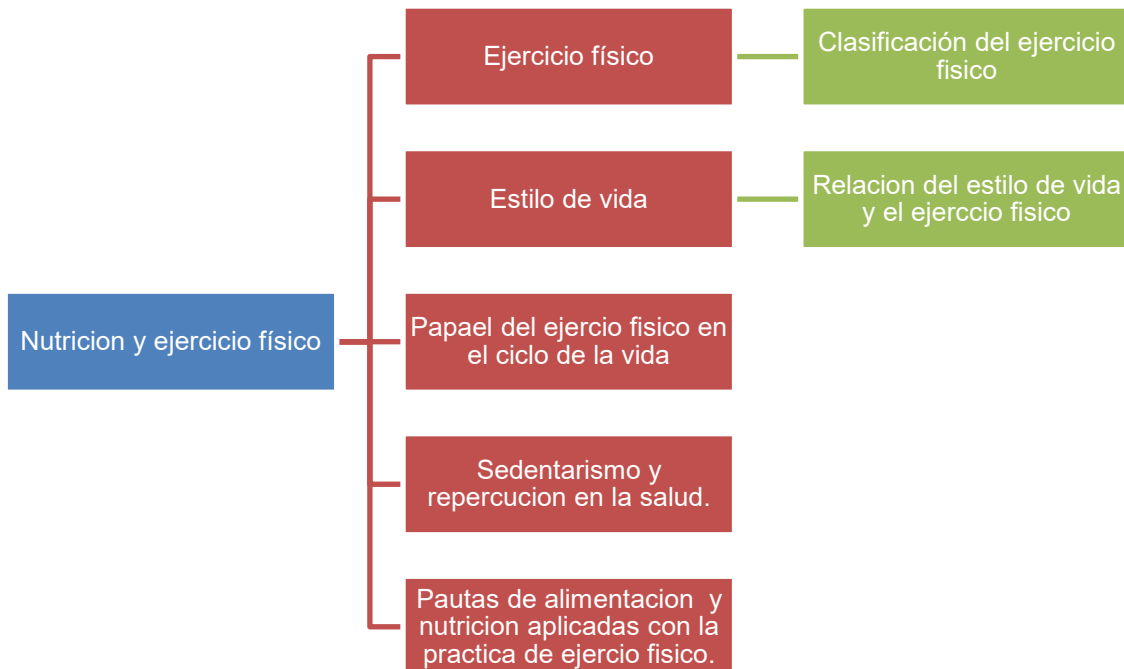 Ejercicio físico
Clasificación del ejercicio
fisico
Estilo de vida
Relacion del estilo de vida
y el ejerccio fisico
Nutricion y ejercicio físico
Papael del ejercio fisico en
el ciclo de la vida
Sedentarismo y
repercucion en la salud.
Pautas de alimentacion y
nutricion aplicadas con la
practica de ejercio fisico.